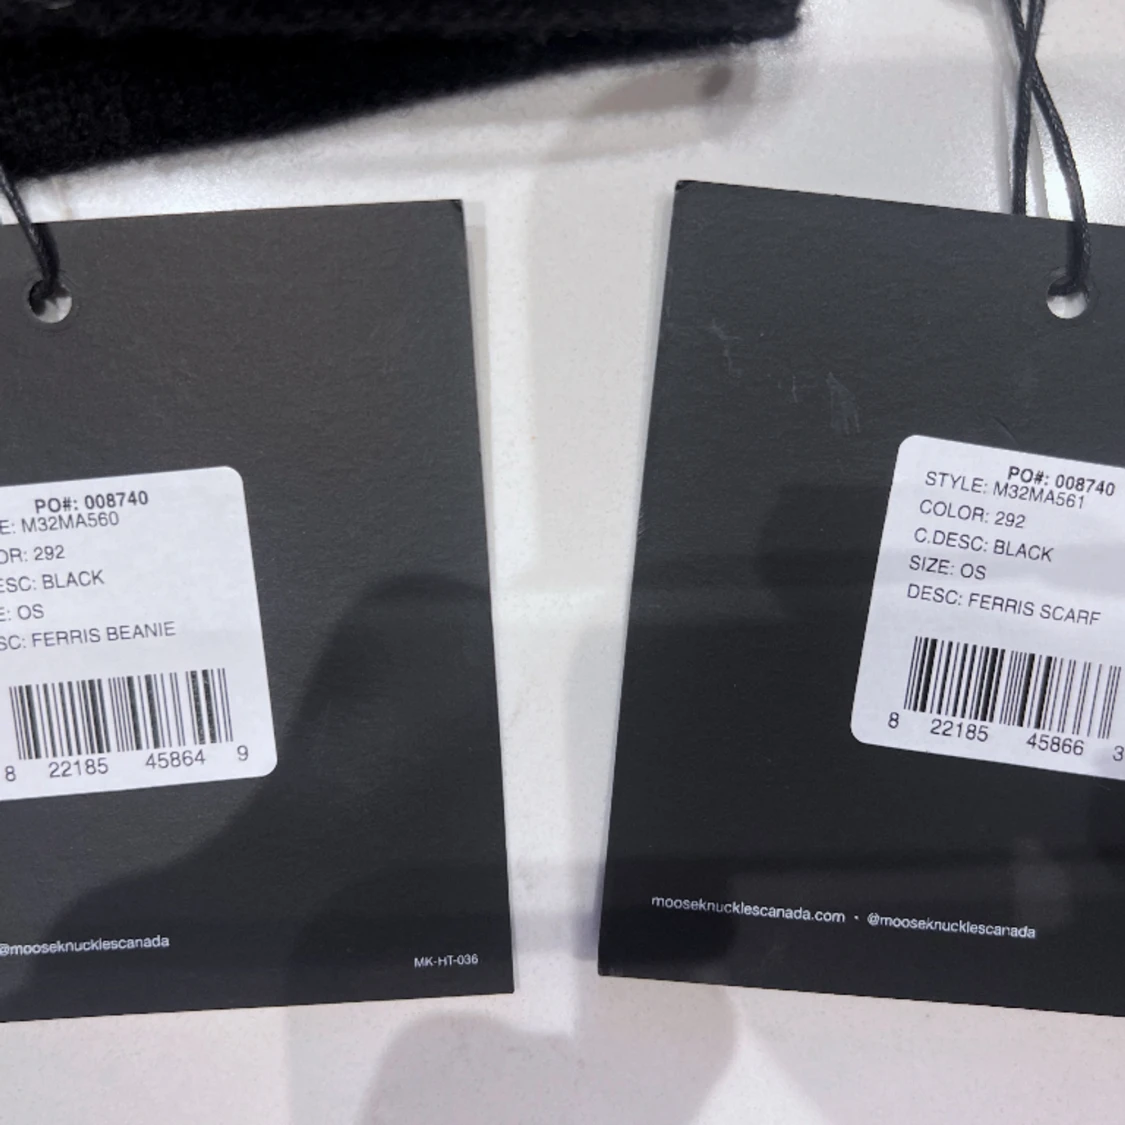 PO#: 008740
E: M32MA560
OR: 292
ESC: BLACK
E: OS
SC: FERRIS BEANIE
8 22185 45864 9
@mooseknucklescanada
MK-HT-036
PO#: 008740
STYLE: M32MA561
COLOR: 292
C.DESC: BLACK
SIZE: OS
DESC: FERRIS SCARF
8 22185 45866 3
mooseknucklescanada.com • @mooseknucklescanada